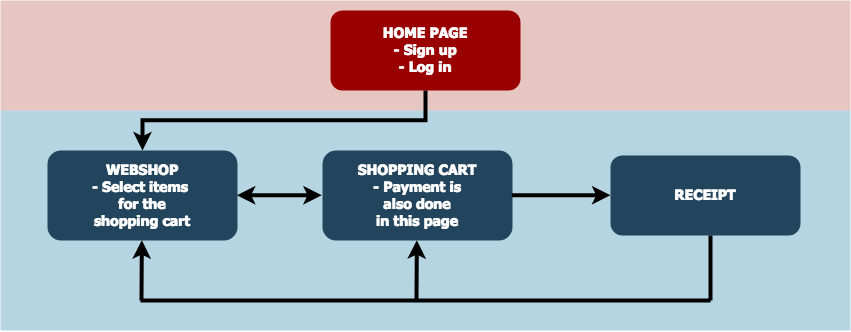 HOME PAGE
- Sign up
- Log in
WEBSHOP
- Select items
for the
shopping cart
SHOPPING CART
- Payment is
also done
in this page
RECEIPT